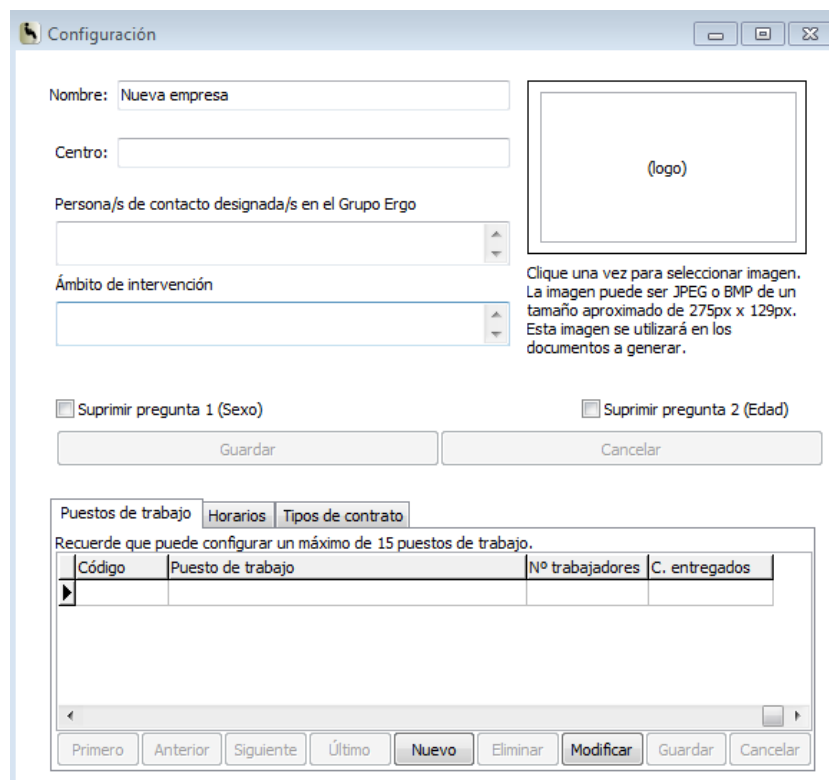 Configuración
Nombre: Nueva empresa
Centro:
(logo)
Persona/s de contacto designada/s en el Grupo Ergo
Ámbito de intervención
Clique una vez para seleccionar imagen.
La imagen puede ser JPEG o BMP de un
tamaño aproximado de 275px x 129px.
Esta imagen se utilizará en los
documentos a generar.
Suprimir pregunta 1 (Sexo) Suprimir pregunta 2 (Edad)
Guardar Cancelar
Puestos de trabajo Horarios Tipos de contrato
Recuerde que puede configurar un máximo de 15 puestos de trabajo.
Código Puesto de trabajo Nº trabajadores C. entregados
Primero Anterior Siguiente Último Nuevo Eliminar Modificar Guardar Cancelar